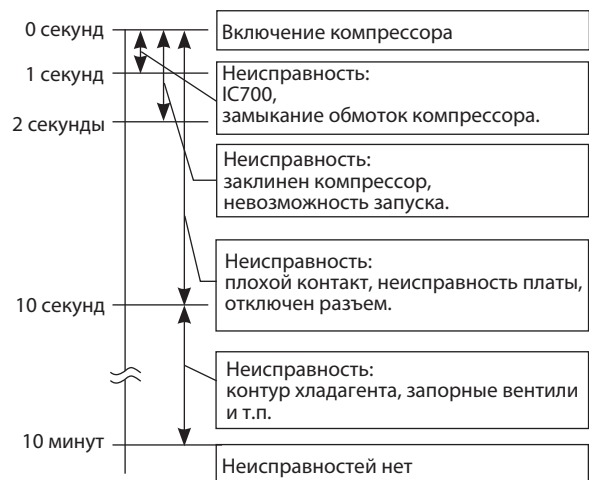 0 секунд
Включение компрессора
1 секунд
Неисправность:
IC700,
замыкание обмоток компрессора.
2 секунды
Неисправность:
заклинен компрессор,
невозможность запуска.
Неисправность:
плохой контакт, неисправность платы,
отключен разъем.
10 секунд
Неисправность:
контур хладагента, запорные вентили
и т.п.
10 минут
Неисправностей нет